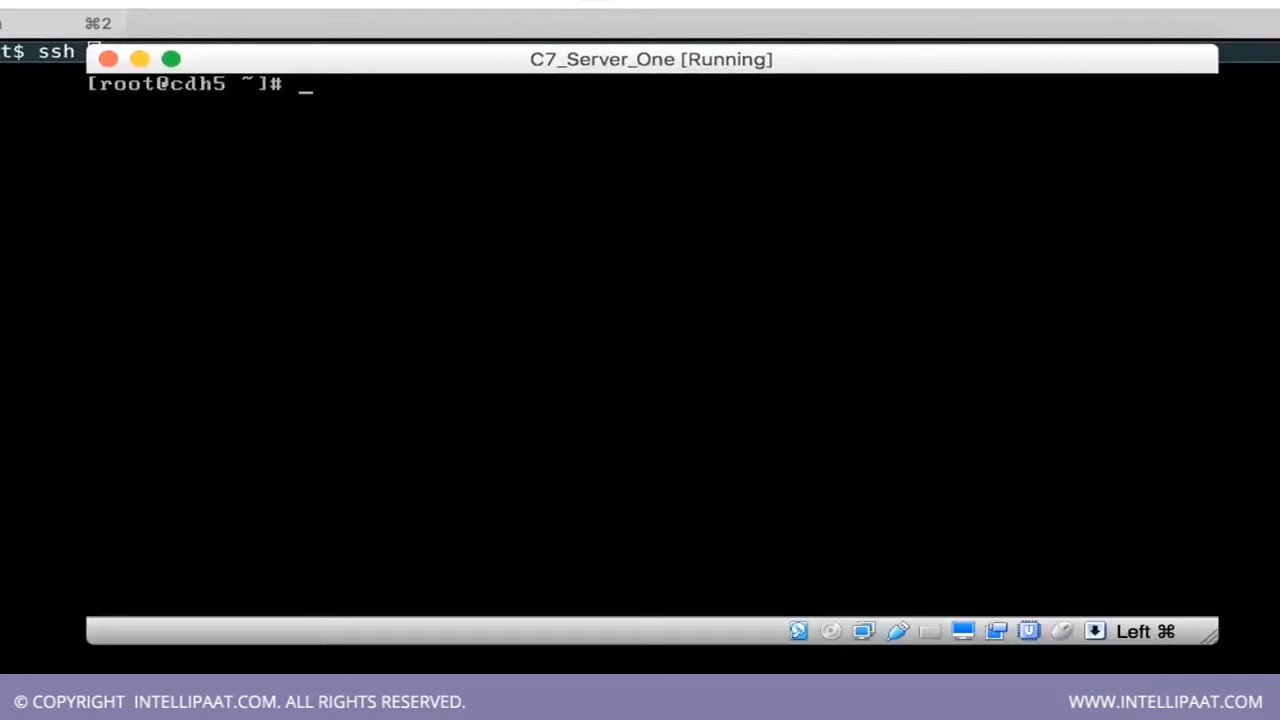 ⌘2
t$ ssh
C7_Server_One [Running]
[root@cdh5 ~]# _
Left ⌘
© COPYRIGHT INTELLIPAAT.COM. ALL RIGHTS RESERVED.
WWW.INTELLIPAAT.COM